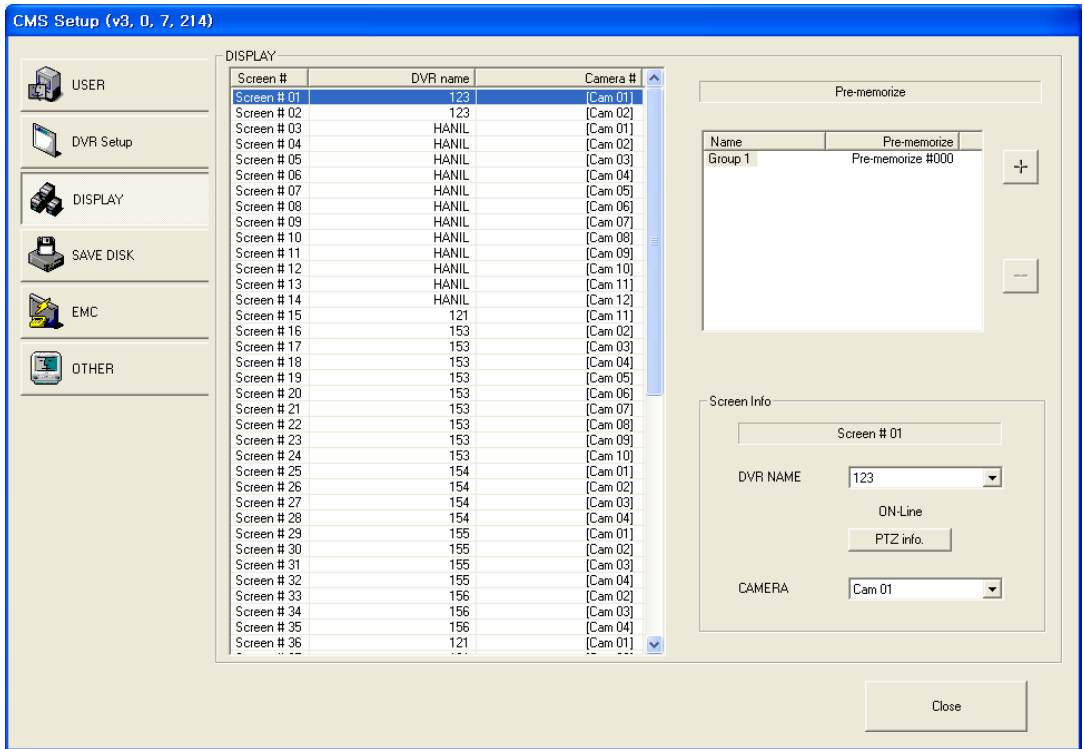 CMS Setup (v3, 0, 7, 214)
USER
DVR Setup
DISPLAY
SAVE DISK
EMC
OTHER
DISPLAY
Screen # DVR name Camera #
Screen # 01 123 [Cam 01]
Screen # 02 123 [Cam 02]
Screen # 03 HANIL [Cam 01]
Screen # 04 HANIL [Cam 02]
Screen # 05 HANIL [Cam 03]
Screen # 06 HANIL [Cam 04]
Screen # 07 HANIL [Cam 05]
Screen # 08 HANIL [Cam 06]
Screen # 09 HANIL [Cam 07]
Screen # 10 HANIL [Cam 08]
Screen # 11 HANIL [Cam 09]
Screen # 12 HANIL [Cam 10]
Screen # 13 HANIL [Cam 11]
Screen # 14 HANIL [Cam 12]
Screen # 15 121 [Cam 11]
Screen # 16 153 [Cam 02]
Screen # 17 153 [Cam 03]
Screen # 18 153 [Cam 04]
Screen # 19 153 [Cam 05]
Screen # 20 153 [Cam 06]
Screen # 21 153 [Cam 07]
Screen # 22 153 [Cam 08]
Screen # 23 153 [Cam 09]
Screen # 24 153 [Cam 10]
Screen # 25 154 [Cam 01]
Screen # 26 154 [Cam 02]
Screen # 27 154 [Cam 03]
Screen # 28 154 [Cam 04]
Screen # 29 155 [Cam 01]
Screen # 30 155 [Cam 02]
Screen # 31 155 [Cam 03]
Screen # 32 155 [Cam 04]
Screen # 33 156 [Cam 02]
Screen # 34 156 [Cam 03]
Screen # 35 156 [Cam 04]
Screen # 36 121 [Cam 01]
Pre-memorize
Name Pre-memorize
Group 1 Pre-memorize #000
Screen Info
Screen # 01
DVR NAME 123
ON-Line
PTZ info.
CAMERA Cam 01
Close